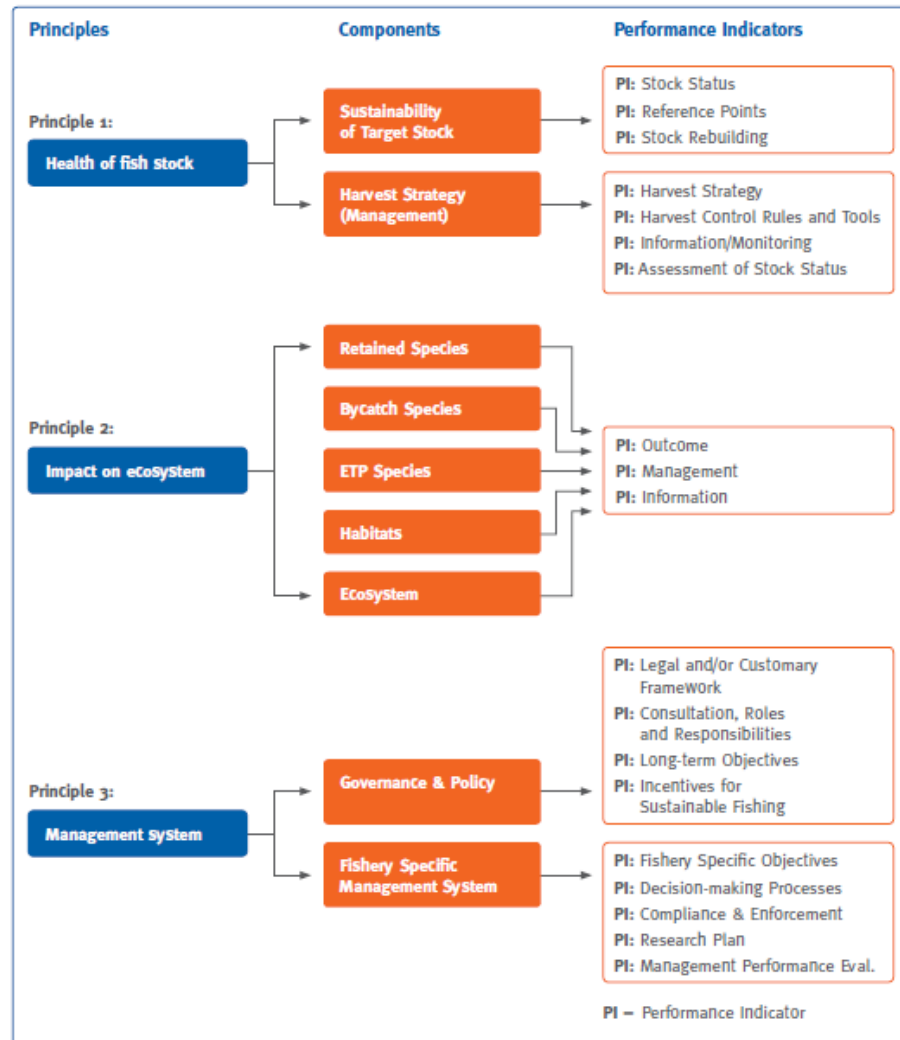 Principles
Components
Performance Indicators
Principle 1:
Health of fish stock
Sustainability
of Target Stock
PI: Stock Status
PI: Reference Points
PI: Stock Rebuilding
Harvest Strategy
(Management)
PI: Harvest Strategy
PI: Harvest Control Rules and Tools
PI: Information/Monitoring
PI: Assessment of Stock Status
Principle 2:
Impact on ecosystem
Retained Species
Bycatch Species
ETP Species
Habitats
Ecosystem
PI: Outcome
PI: Management
PI: Information
Principle 3:
Management system
Governance & Policy
PI: Legal and/or Customary
Framework
PI: Consultation, Roles
and Responsibilities
PI: Long-term Objectives
PI: Incentives for
Sustainable Fishing
Fishery Specific
Management System
PI: Fishery Specific Objectives
PI: Decision-making Processes
PI: Compliance & Enforcement
PI: Research Plan
PI: Management Performance Eval.
PI – Performance Indicator